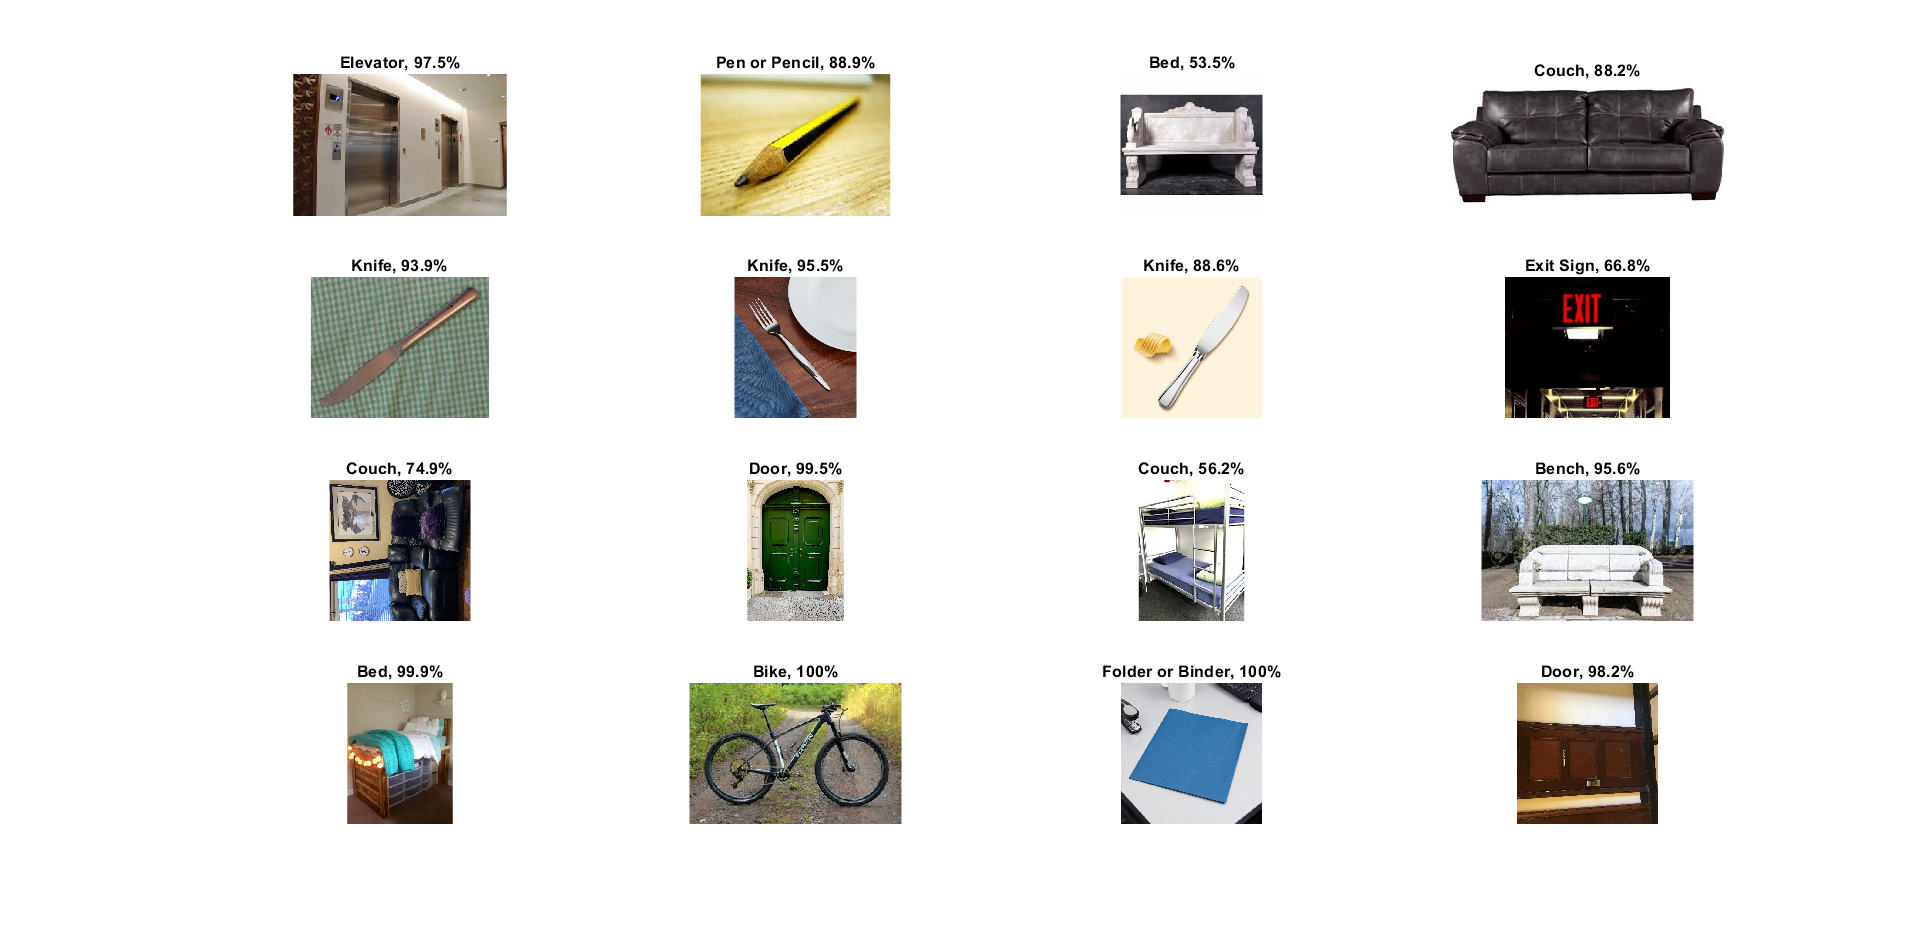 Elevator, 97.5%
Pen or Pencil, 88.9%
Bed, 53.5%
Couch, 88.2%
Knife, 93.9%
Knife, 95.5%
Knife, 88.6%
Exit Sign, 66.8%
EXIT
EXIT
Couch, 74.9%
Door, 99.5%
Couch, 56.2%
Bench, 95.6%
Bed, 99.9%
Bike, 100%
Folder or Binder, 100%
Door, 98.2%